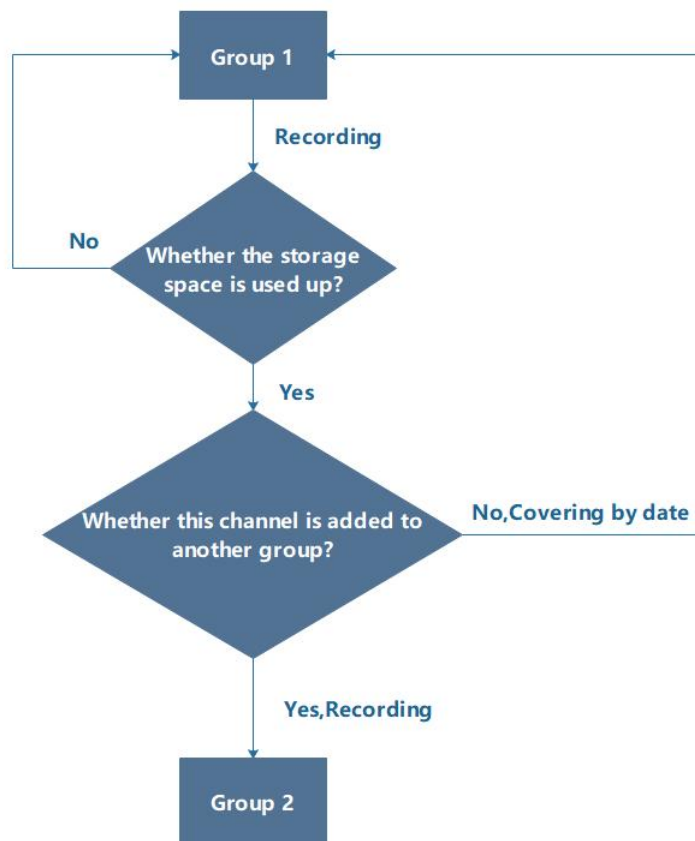 Group 1
Recording
No
Whether the storage
space is used up?
Yes
Whether this channel is added to
another group?
No,Covering by date
Yes,Recording
Group 2